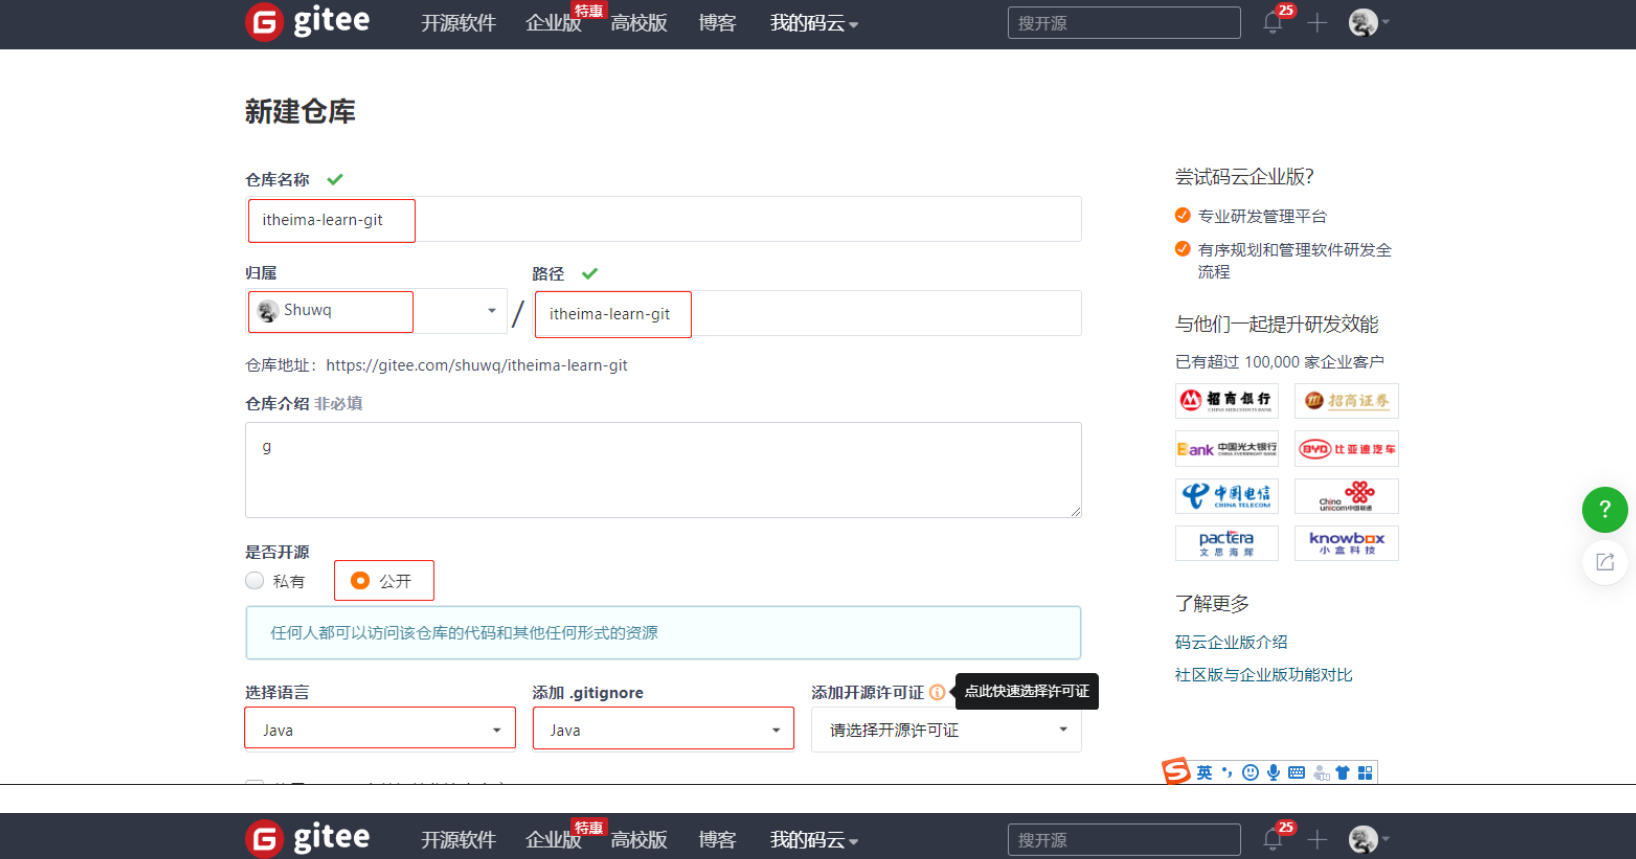 gitee 开源软件 企业版 特惠 高校版 博客 我的码云 搜开源 25
新建仓库
仓库名称
itheima-learn-git
归属 路径
Shuwq / itheima-learn-git
仓库地址：https://gitee.com/shuwq/itheima-learn-git
仓库介绍 非必填
g
是否开源
私有 公开
任何人都可以访问该仓库的代码和其他任何形式的资源
选择语言 添加 .gitignore 添加开源许可证 点此快速选择许可证
Java Java 请选择开源许可证
尝试码云企业版?
专业研发管理平台
有序规划和管理软件研发全
流程
与他们一起提升研发效能
已有超过 100,000 家企业客户
招商银行 招商证券
CHINA MERCHANTS BANK
Bank 中国光大银行 BYD 比亚迪汽车
CHINA EVERBRIGHT BANK
中国电信 China
CHINA TELECOM unicom中国联通
pactera knowbox
文思海辉 小盒科技
?
了解更多
码云企业版介绍
社区版与企业版功能对比
S 英
gitee 开源软件 企业版 特惠 高校版 博客 我的码云 搜开源 25